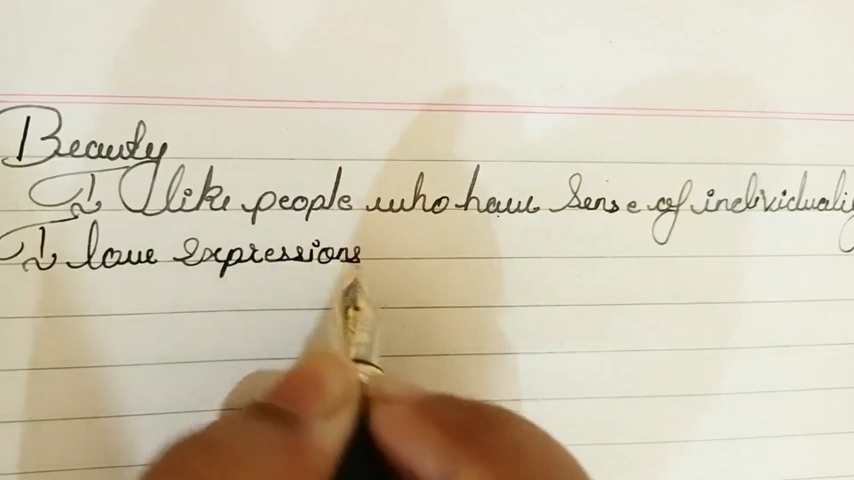 Beauty
I like people who have sense of individuality
I love expressions